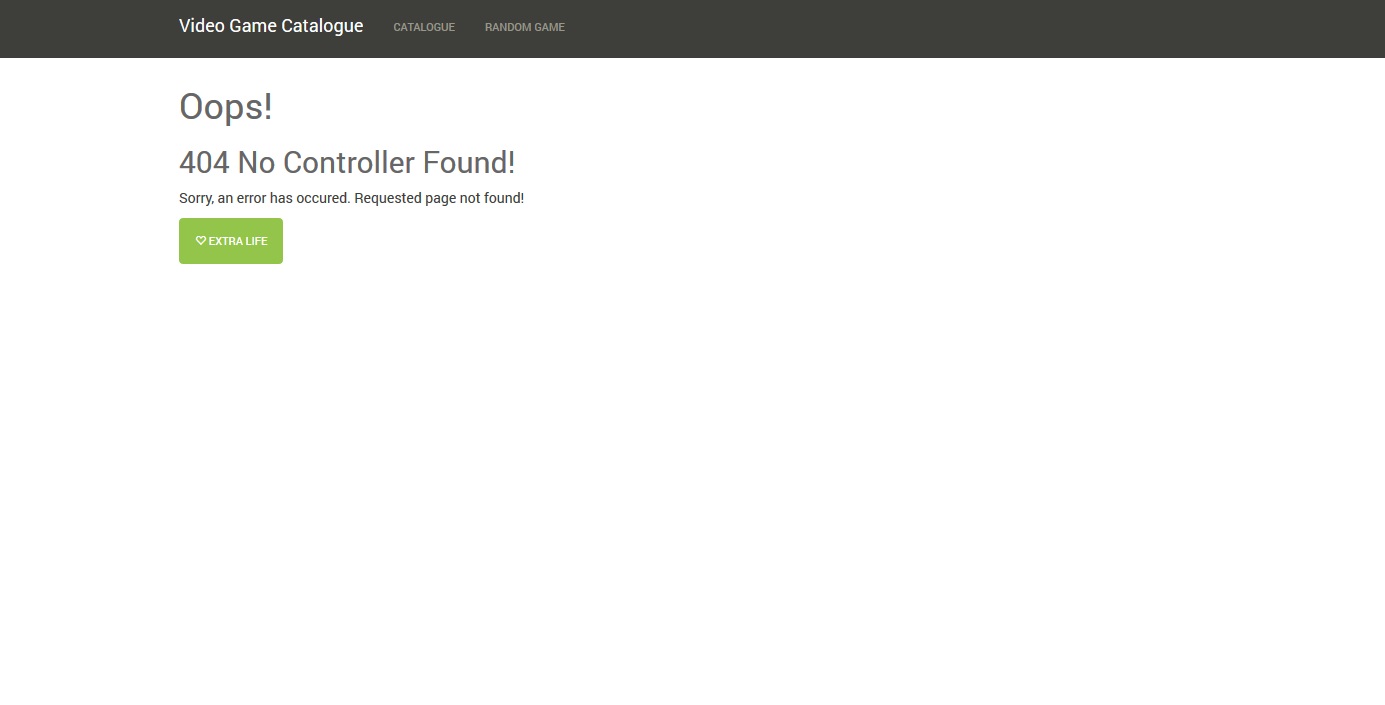 Video Game Catalogue CATALOGUE RANDOM GAME
Oops!
404 No Controller Found!
Sorry, an error has occured. Requested page not found!
EXTRA LIFE